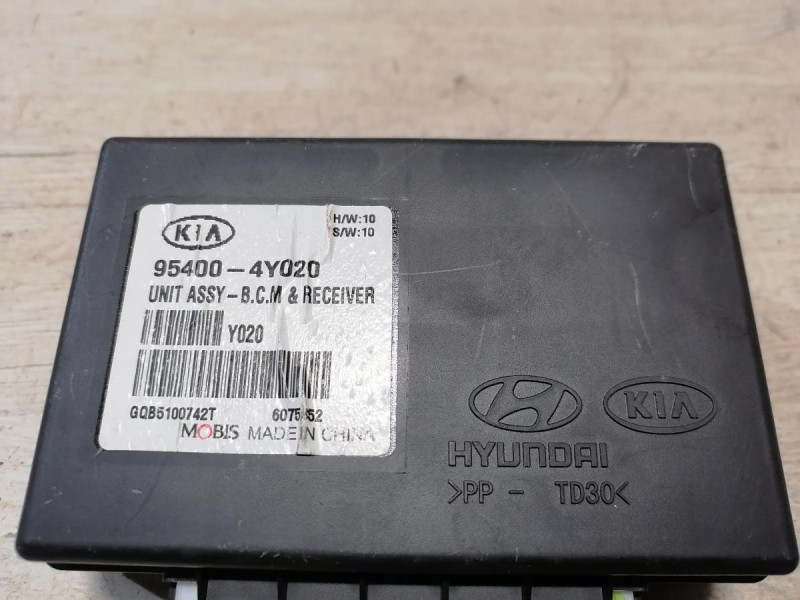 KIA
H/W:10
S/W:10
95400-4Y020
UNIT ASSY-B.C.M & RECEIVER
Y020
GQB5100742T
MOBIS MADE IN CHINA
KIA
HYUNDAI
>PP - TD30<